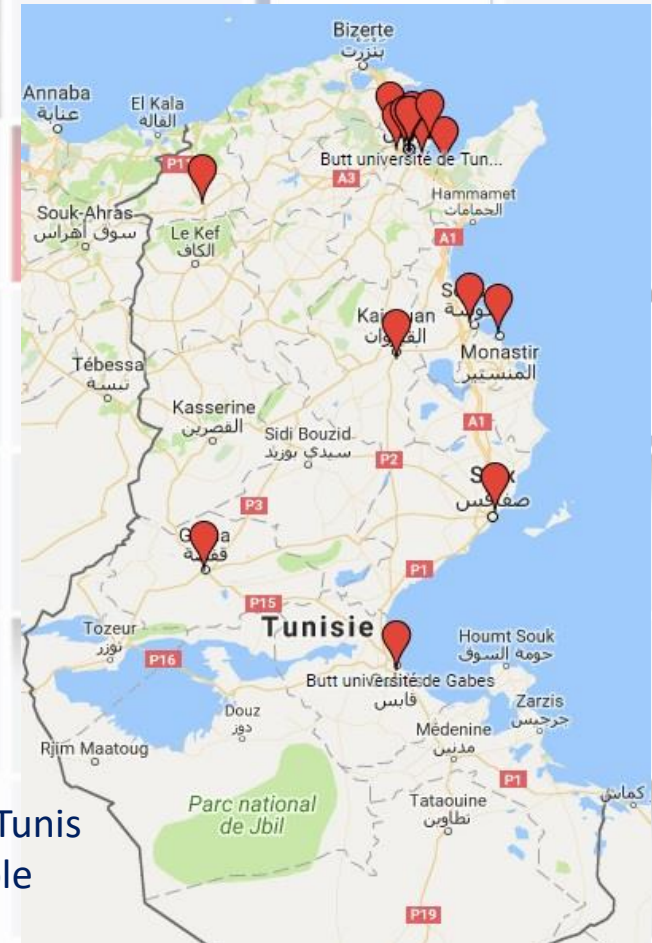 Bizerte
بنزرت
Annaba
عنابة
El Kala
القالة
Butt université de Tun...
A3
Hammamet
الحمامات
Souk-Ahras
سوق أهراس
Le Kef
الكاف
A1
القيروان
Monastir
المنستير
Tébessa
تبسة
Kasserine
القصرين
Sidi Bouzid
سيدي بوزيد
A1
P2
صفاقس
P3
قفصة
P1
P15
Tozeur
توزر
Tunisie
Houmt Souk
حومة السوق
P16
Butt université de Gabes
قابس
Douz
دوز
Zarzis
جرجيس
Médenine
مدنين
Rjim Maatoug
P1
Parc national
de Jbil
Tataouine
تطاوين
كماش
Tunis
P19